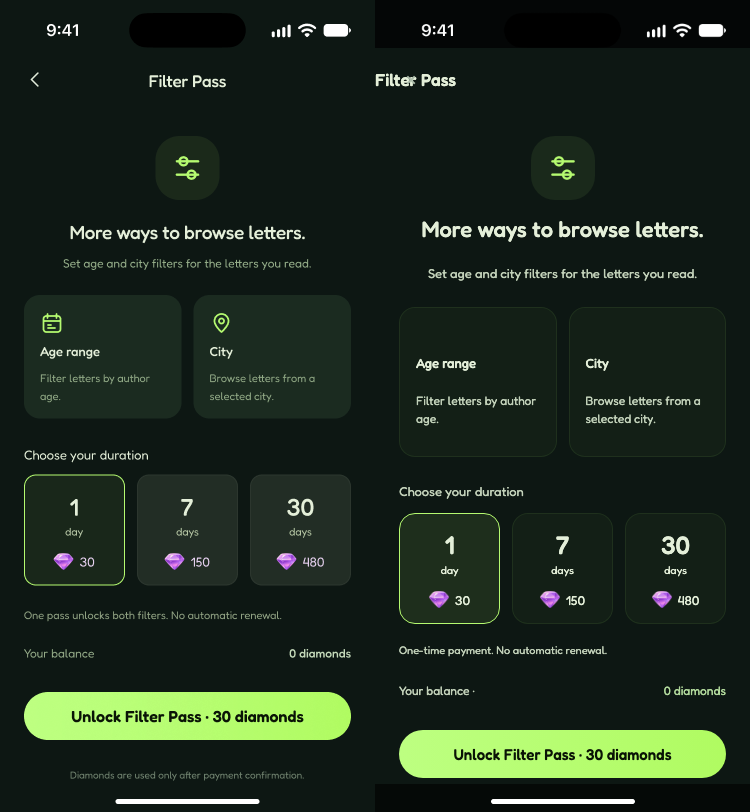 9:41
Filter Pass
More ways to browse letters.
Set age and city filters for the letters you read.
Age range
Filter letters by author
age.
City
Browse letters from a
selected city.
Choose your duration
1
day
30
7
days
150
30
days
480
One pass unlocks both filters. No automatic renewal.
Your balance
0 diamonds
Unlock Filter Pass · 30 diamonds
Diamonds are used only after payment confirmation.
9:41
Filter Pass
More ways to browse letters.
Set age and city filters for the letters you read.
Age range
Filter letters by author
age.
City
Browse letters from a
selected city.
Choose your duration
1
day
30
7
days
150
30
days
480
One-time payment. No automatic renewal.
Your balance ·
0 diamonds
Unlock Filter Pass · 30 diamonds